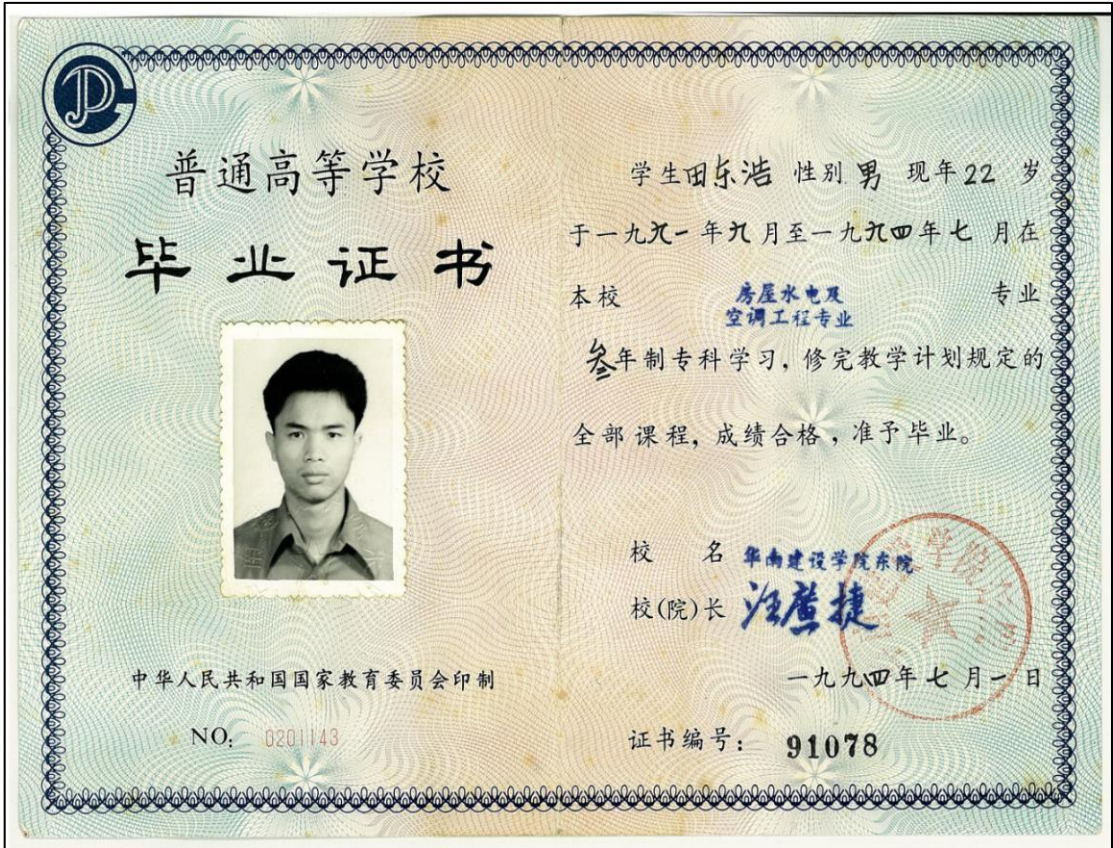 普通高等学校
毕业证书
中华人民共和国国家教育委员会印制
NO: 0201143
学生田东浩 性别 男 现年22 岁
于一九九一年九月至一九九四年七 月在
本校 房屋水电及空调工程专业 专业
叁年制专科学习, 修完教学计划规定的
全部课程, 成绩合格, 准予毕业。
校 名 华南建设学院东院
校(院)长
一九九四年七月一日
证书编号: 91078